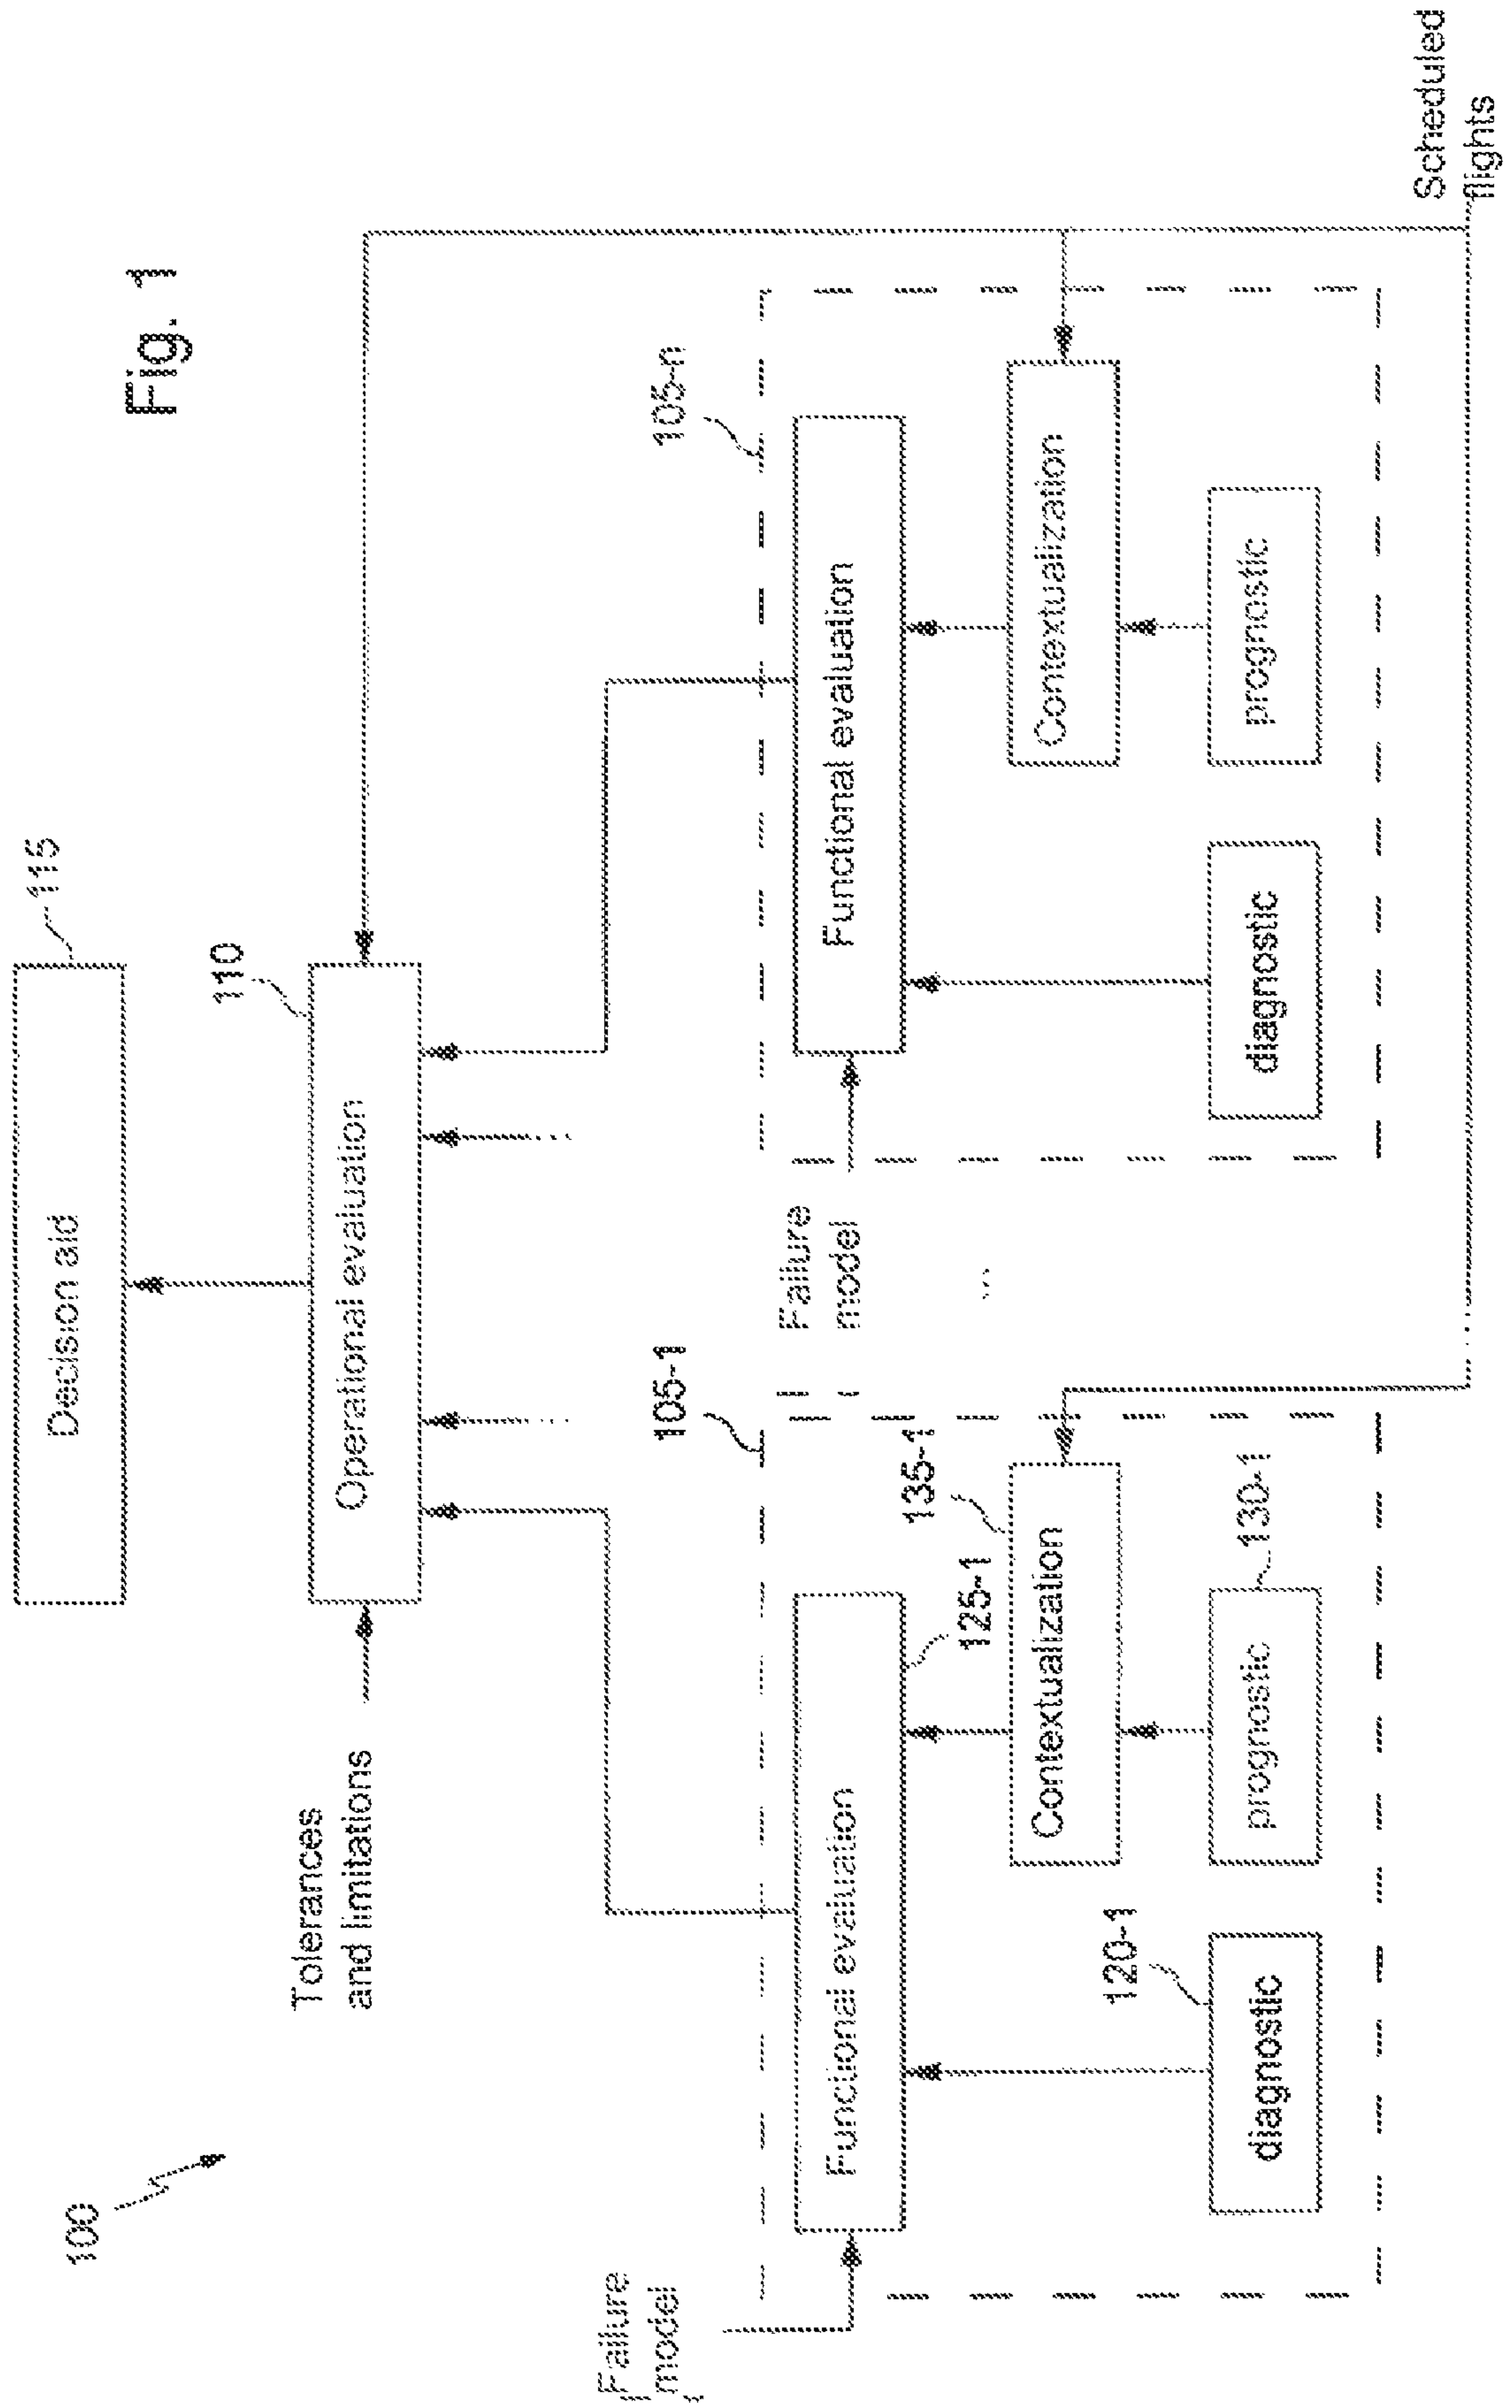 Fig. 1
100
Decision aid
115
110
Operational evaluation
Tolerances
and limitations
105-1
105-n
Failure
model
Functional evaluation
125-1
135-1
Contextualization
120-1
diagnostic
prognostic
130-1
Failure
model
...
Functional evaluation
Contextualization
diagnostic
prognostic
Scheduled
flights